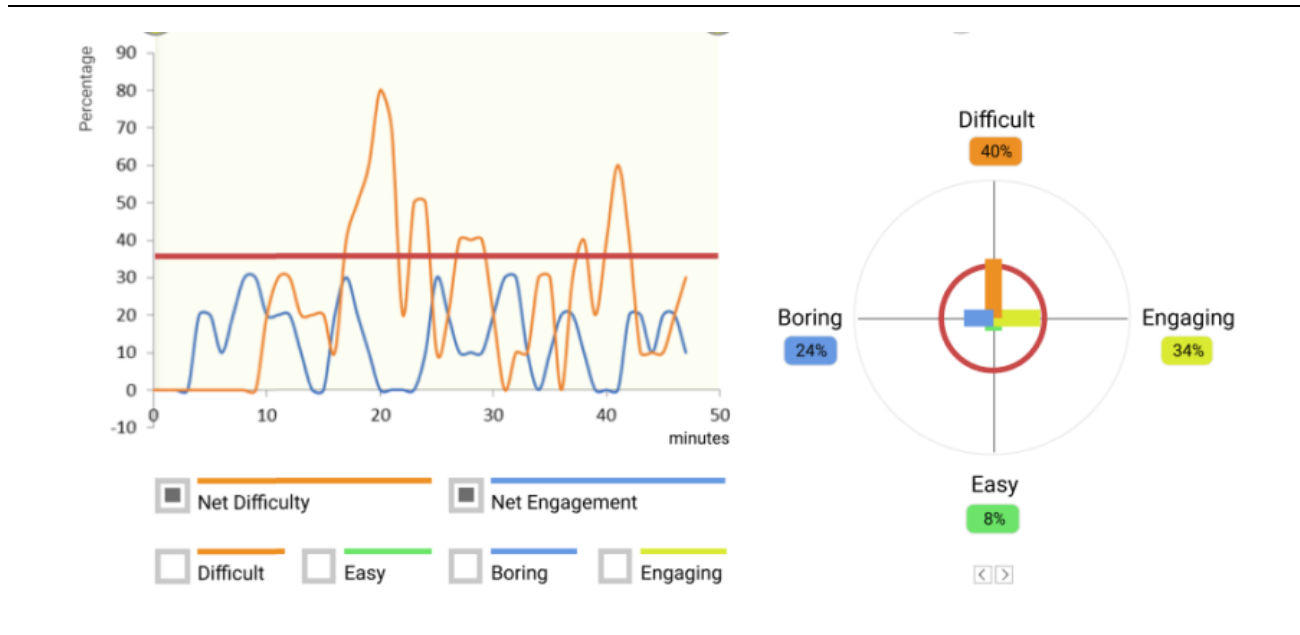 Percentage
90
80
70
60
50
40
30
20
10
0
-10
0 10 20 30 40 50
minutes
Net Difficulty Net Engagement
Difficult Easy Boring Engaging
Difficult
40%
Boring
24%
Engaging
34%
Easy
8%